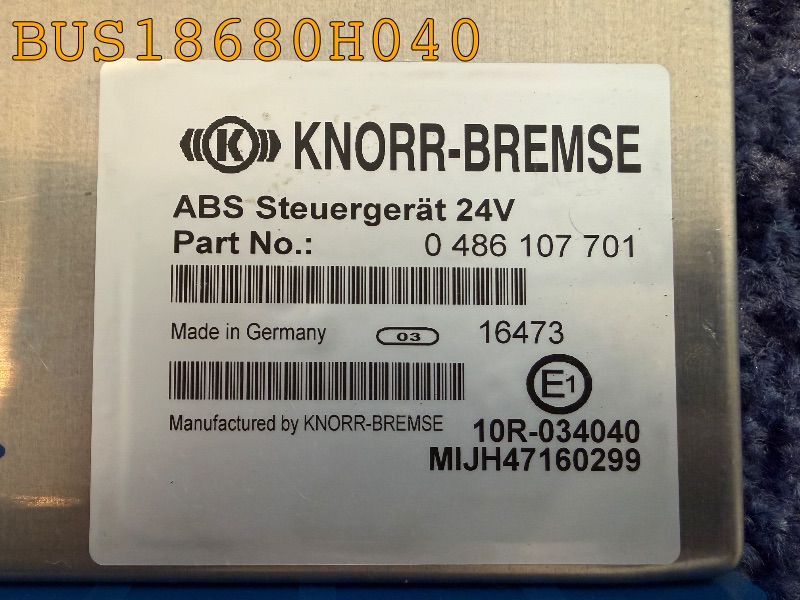 BUS18680H040
K KNORR-BREMSE
ABS Steuergerät 24V
Part No.: 0 486 107 701
Made in Germany 03 16473
E1
Manufactured by KNORR-BREMSE 10R-034040
MIJH47160299